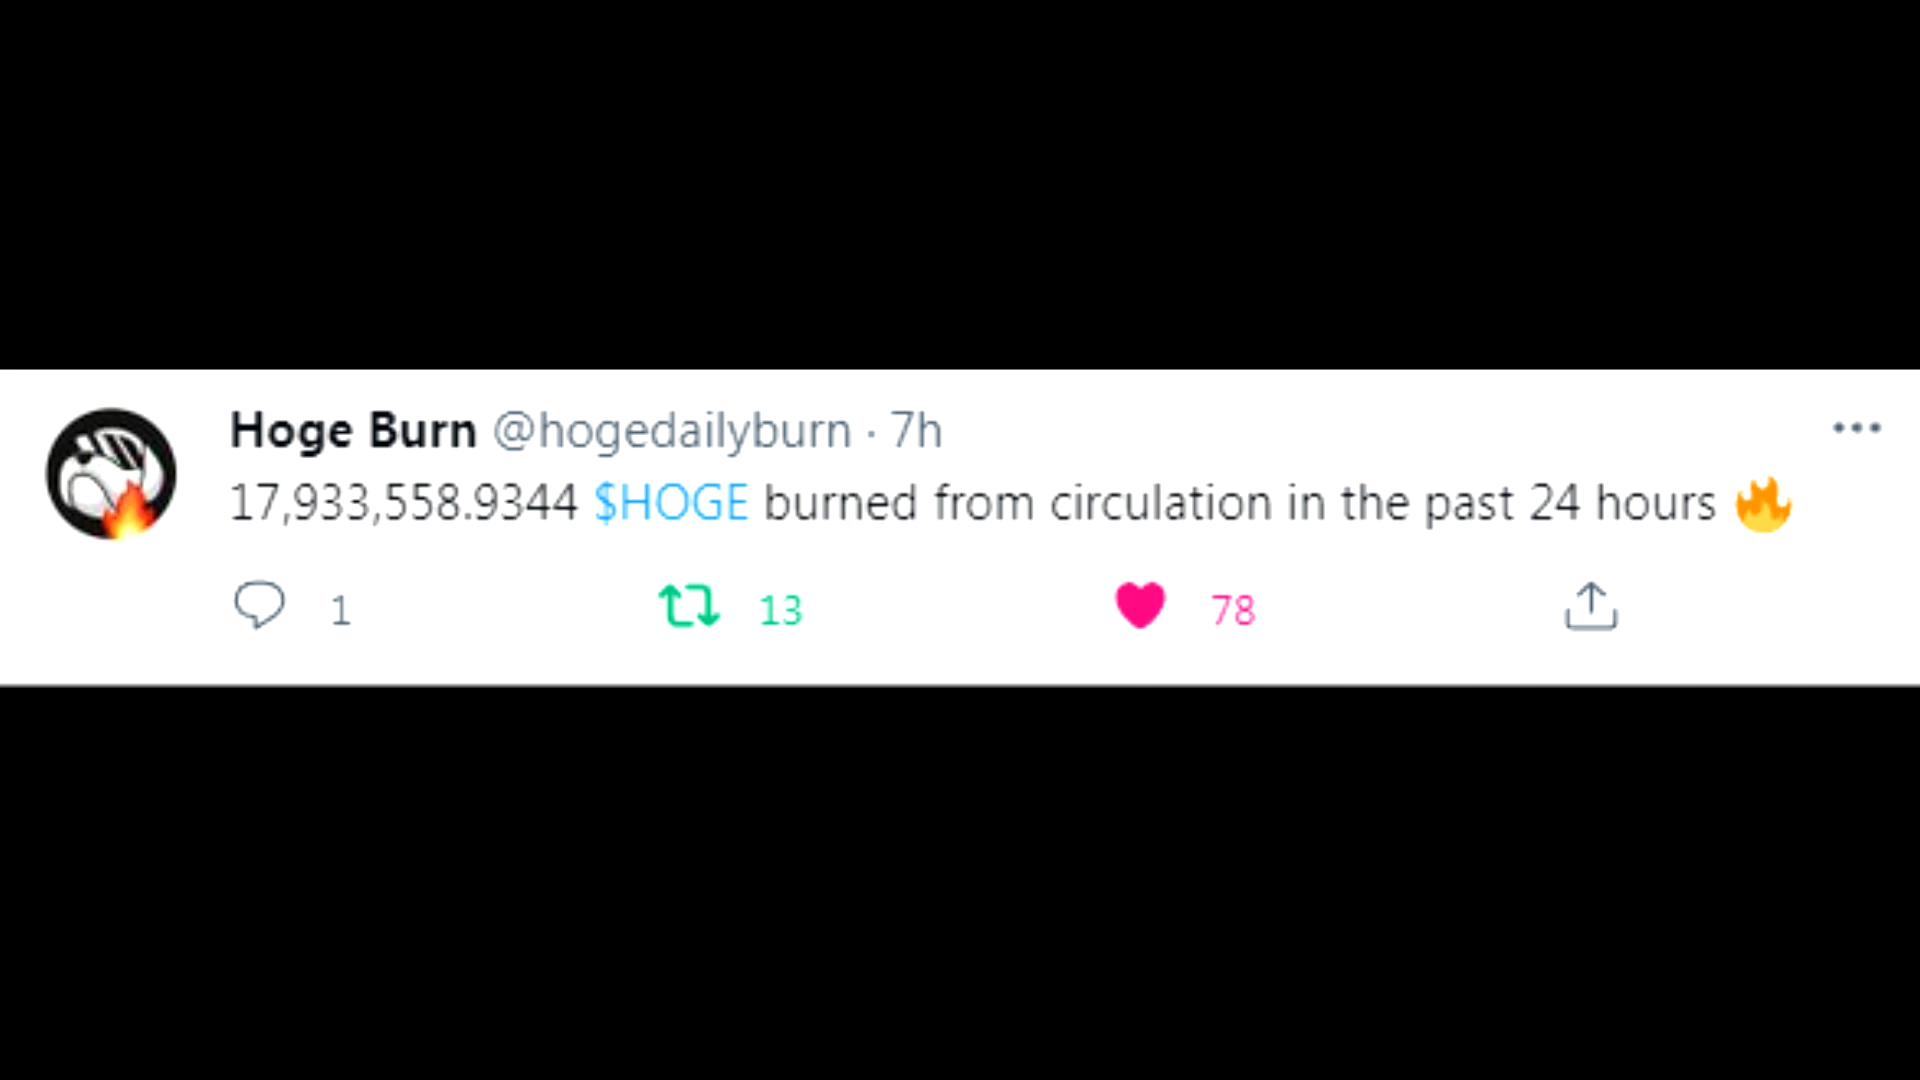 Hoge Burn @hogedailyburn · 7h
17,933,558.9344 $HOGE burned from circulation in the past 24 hours 🔥
1 13 78